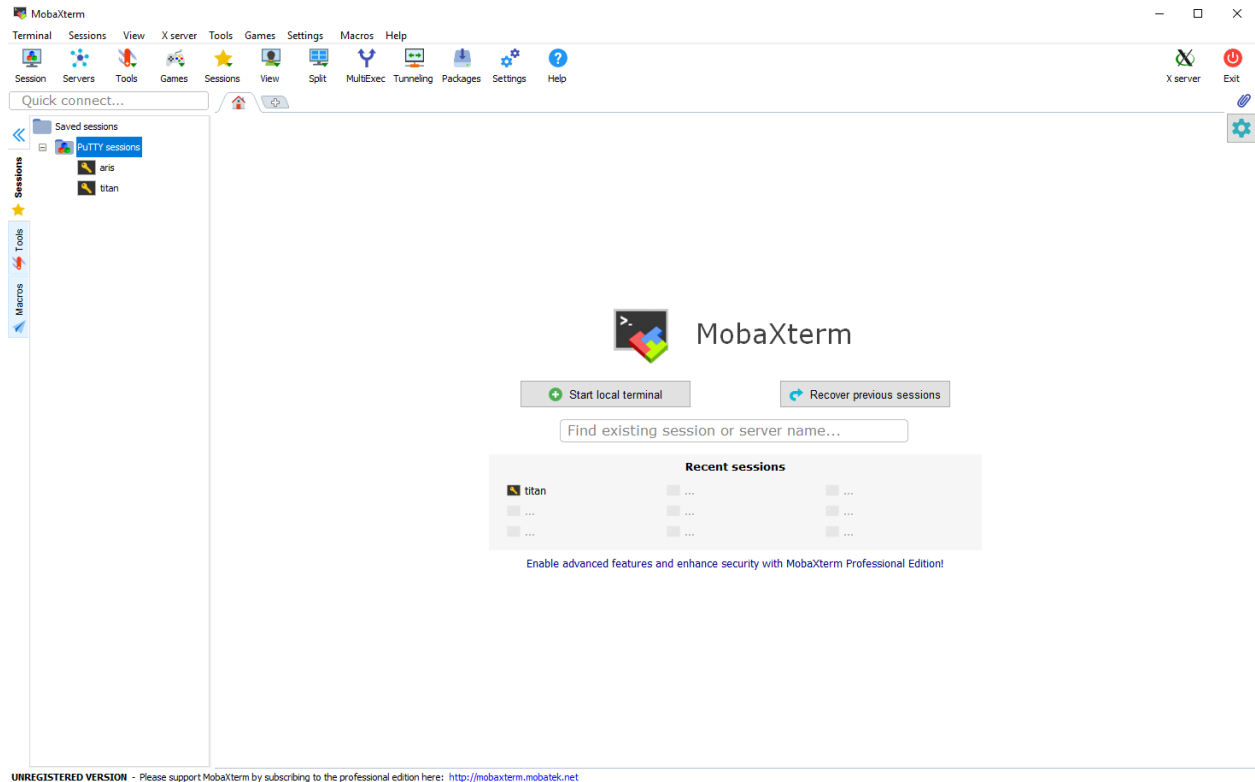 MobaXterm
Terminal Sessions View X server Tools Games Settings Macros Help
Session Servers Tools Games Sessions View Split MultiExec Tunneling Packages Settings Help X server Exit
Quick connect...
Saved sessions
PuTTY sessions
aris
titan
Sessions
Tools
Macros
>.
MobaXterm
Start local terminal Recover previous sessions
Find existing session or server name...
Recent sessions
titan ... ...
... ... ...
... ... ...
Enable advanced features and enhance security with MobaXterm Professional Edition!
UNREGISTERED VERSION - Please support MobaXterm by subscribing to the professional edition here: http://mobaxterm.mobatek.net